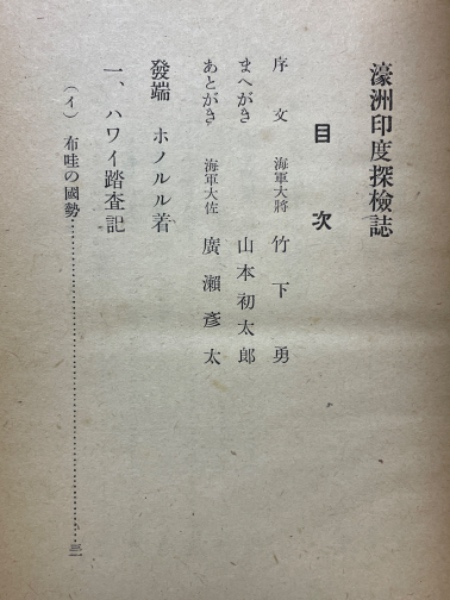 濠洲印度探檢誌
目次
序文 海軍大將 竹下勇
まへがき 山本初太郎
あとがき 海軍大佐 廣瀨彥太
發端 ホノルル着
一、ハワイ踏査記
(イ) 布哇の國勢……三